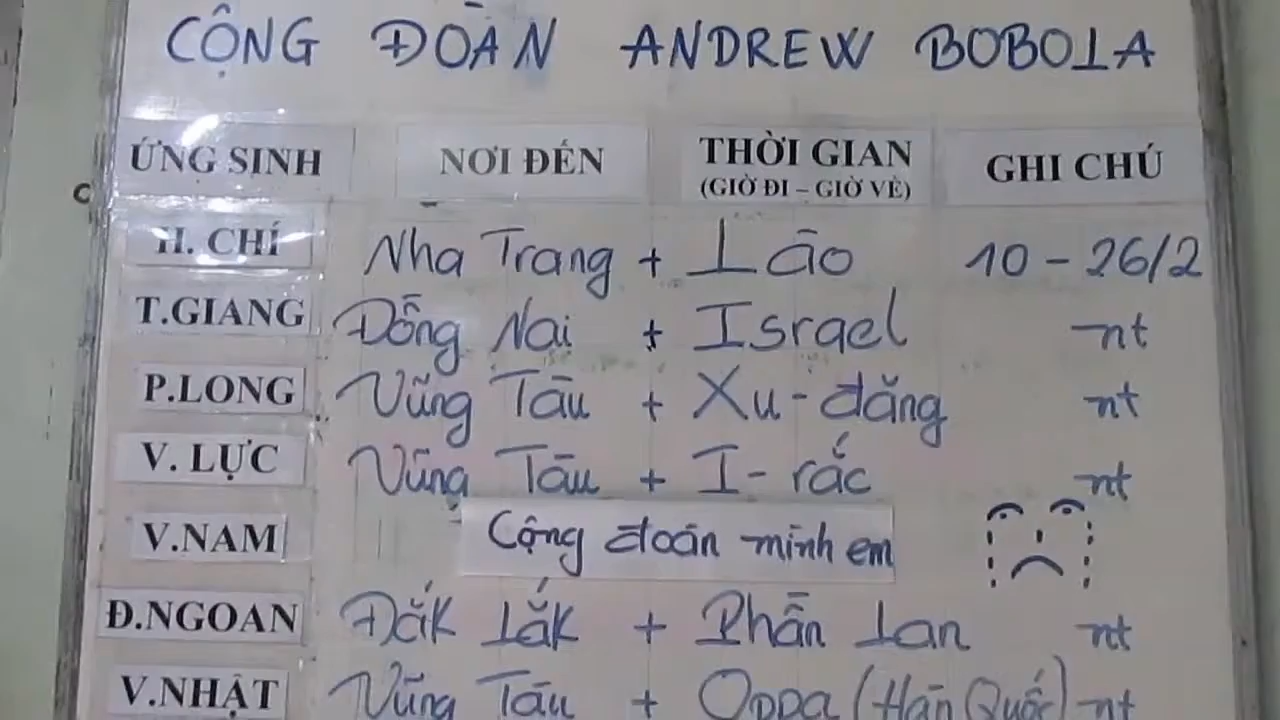 CỘNG ĐOÀN ANDREW BOBOLA
ỨNG SINH NƠI ĐẾN THỜI GIAN (GIỜ ĐI – GIỜ VỀ) GHI CHÚ
H. CHÍ Nha Trang + Lào 10 - 26/2
T.GIANG Đồng Nai + Israel nt
P.LONG Vũng Tàu + Xu-đăng nt
V. LỰC Vũng Tàu + I-rắc nt
V.NAM Cộng đoàn mình em
Đ.NGOAN Đắk Lắk + Phần Lan nt
V.NHẬT Vũng Tàu + Oppa (Hàn Quốc) nt